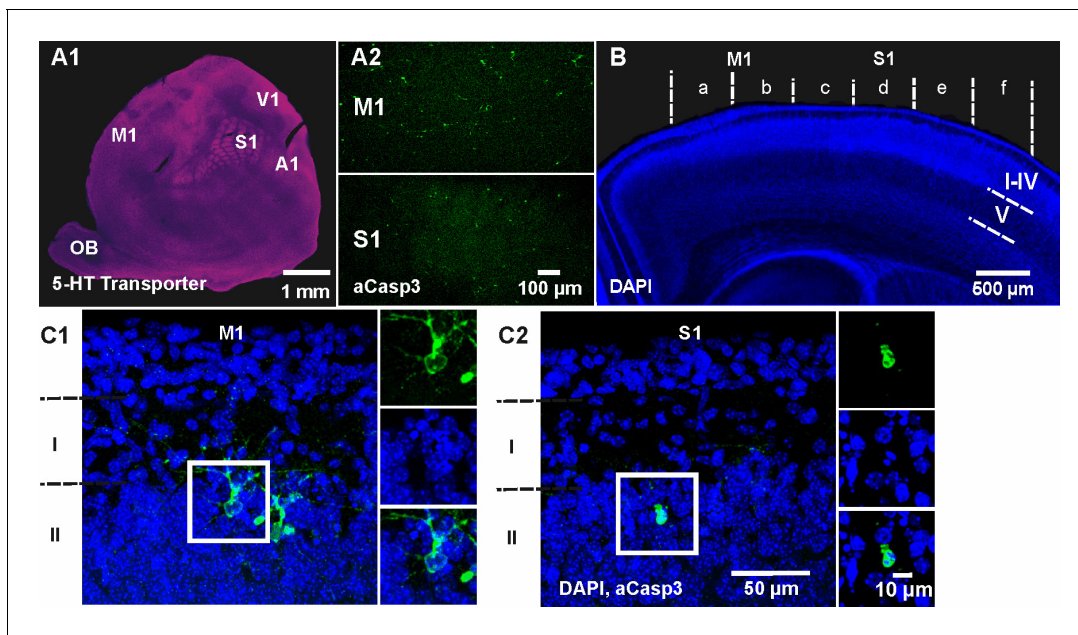 A1
V1
M1
S1
A1
OB
5-HT Transporter
1 mm
A2
M1
S1
aCasp3
100 µm
B
M1 S1
a b c d e f
I-IV
V
DAPI
500 µm
C1
M1
I
II
C2
S1
I
II
DAPI, aCasp3
50 µm
10 µm